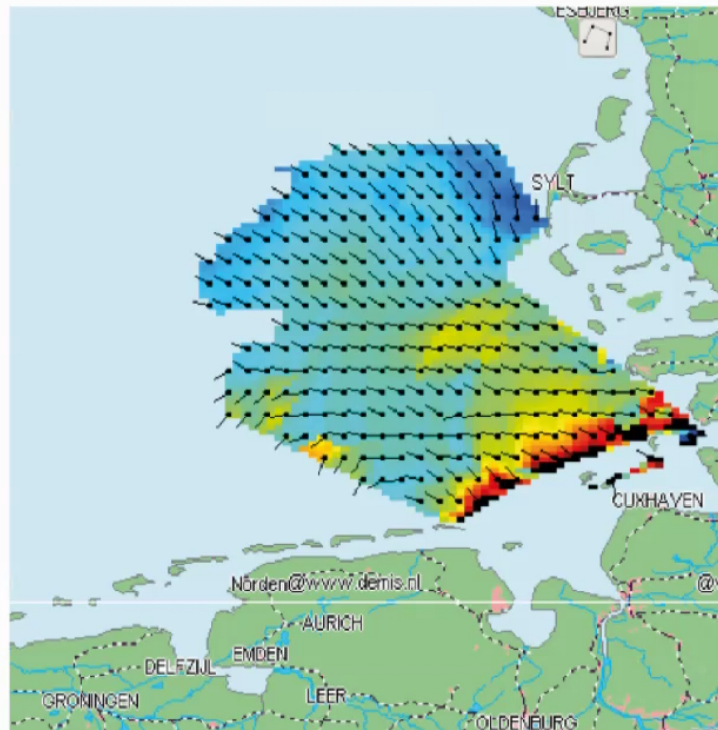 ESBJERG
SYLT
CUXHAVEN
Norden@www.demis.nl
AURICH
EMDEN
DELFZIJL
LEER
GRONINGEN
OLDENBURG